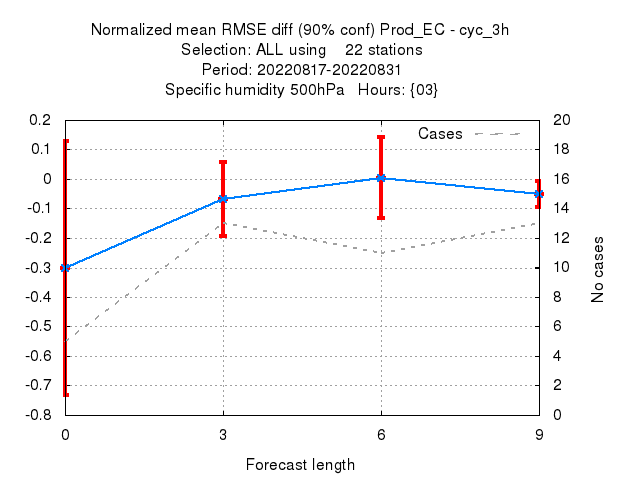 Normalized mean RMSE diff (90% conf) Prod_EC - cyc_3h
Selection: ALL using 22 stations
Period: 20220817-20220831
Specific humidity 500hPa Hours: {03}
Cases
0.2
0.1
0
-0.1
-0.2
-0.3
-0.4
-0.5
-0.6
-0.7
-0.8
20
18
16
14
12
10
8
6
4
2
0
No cases
0 3 6 9
Forecast length